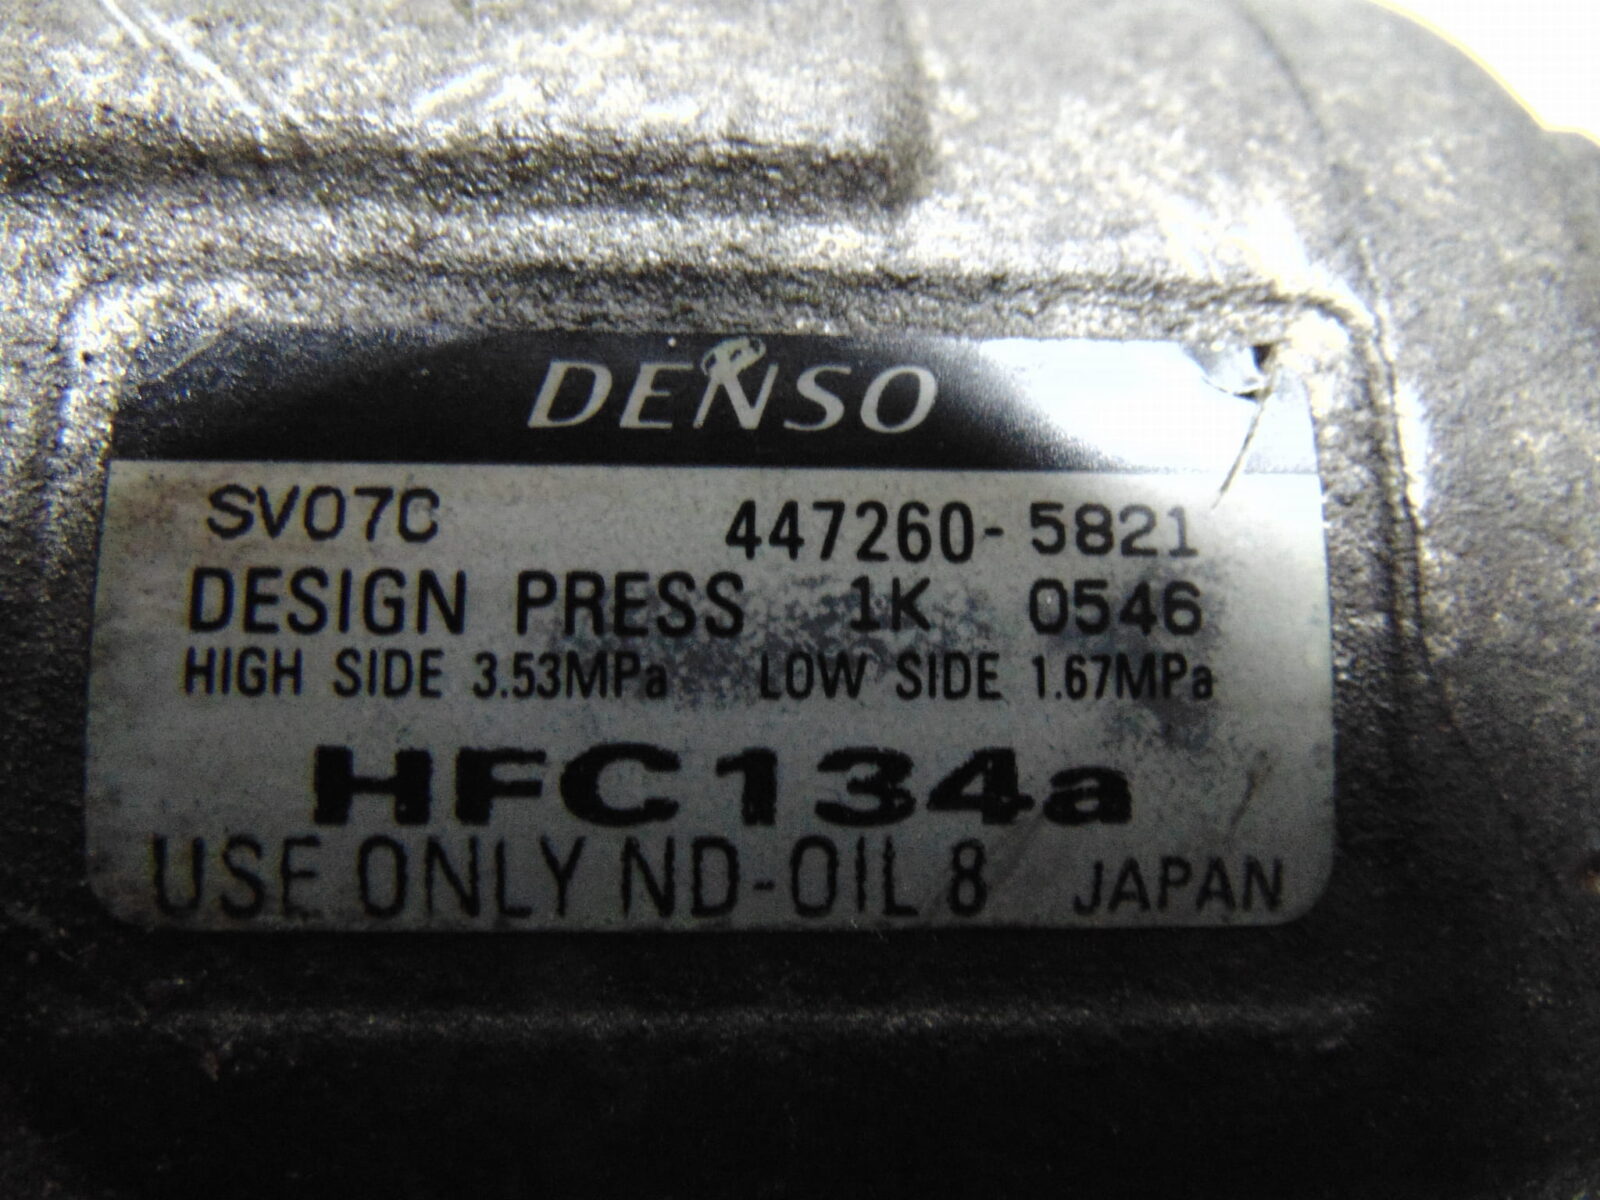 DENSO
SV07C 447260-5821
DESIGN PRESS 1K 0546
HIGH SIDE 3.53MPa LOW SIDE 1.67MPa
HFC134a
USE ONLY ND-OIL 8 JAPAN